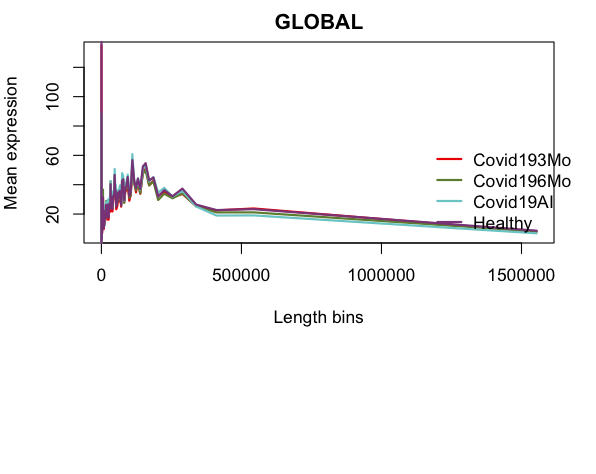 GLOBAL
Mean expression
100
60
20
Covid193Mo
Covid196Mo
Covid19AI
Healthy
0
500000
1000000
1500000
Length bins